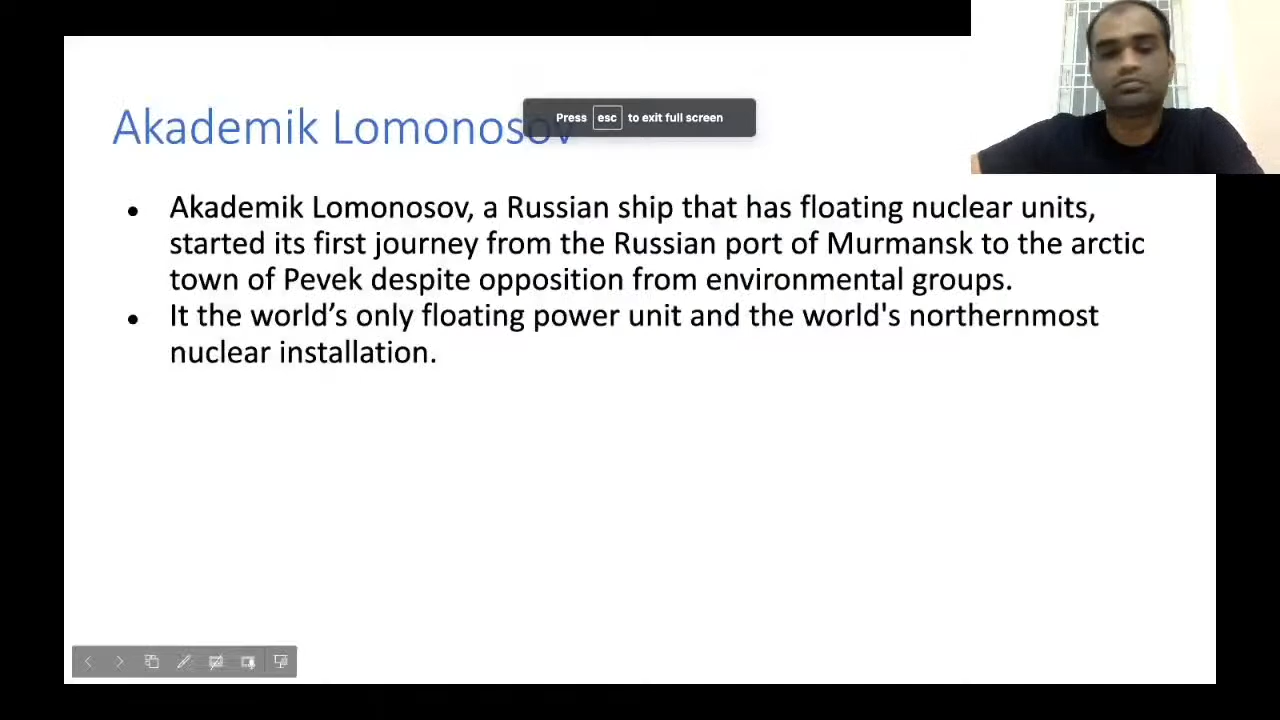 Akademik Lomonosov
Press esc to exit full screen
Akademik Lomonosov, a Russian ship that has floating nuclear units,
started its first journey from the Russian port of Murmansk to the arctic
town of Pevek despite opposition from environmental groups.
It the world’s only floating power unit and the world's northernmost
nuclear installation.